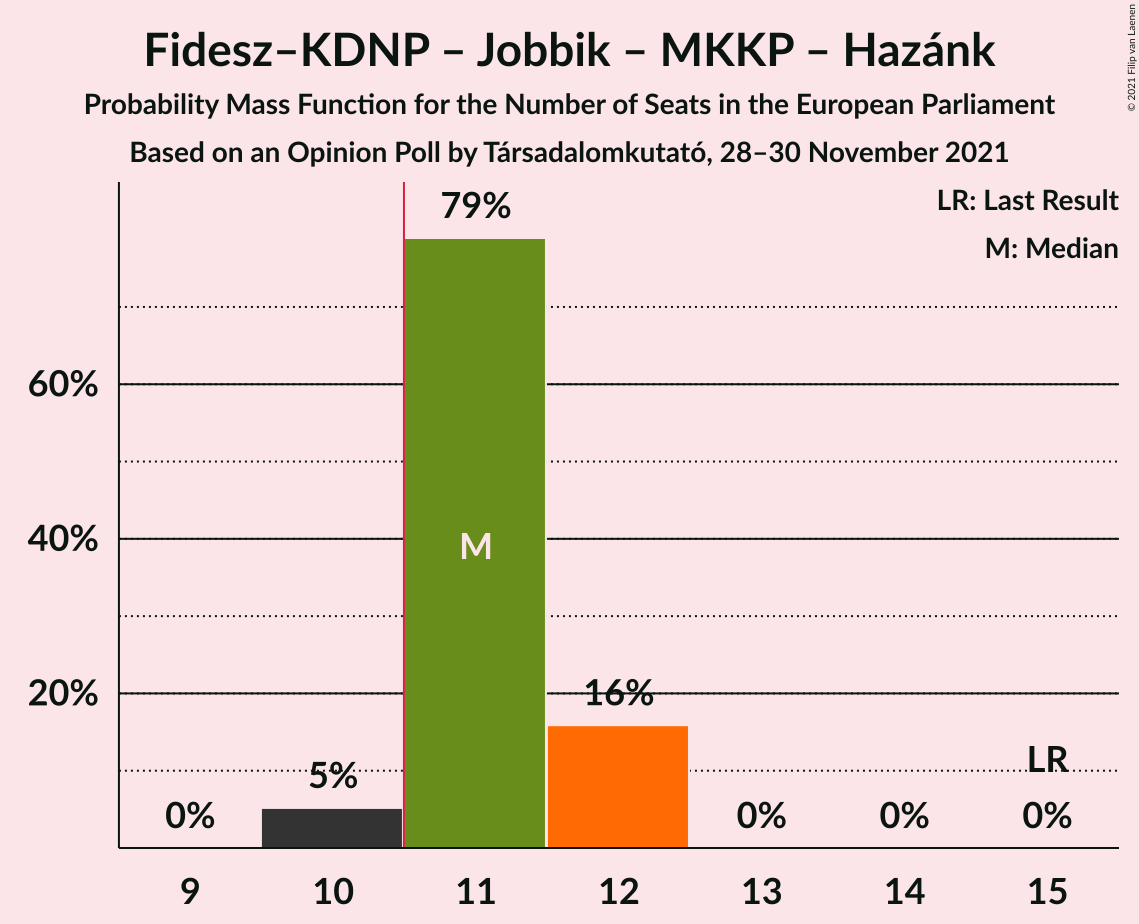 Fidesz–KDNP – Jobbik – MKKP – Hazánk
Probability Mass Function for the Number of Seats in the European Parliament
Based on an Opinion Poll by Társadalomkutató, 28–30 November 2021
© 2021 Filip van Laenen
LR: Last Result
M: Median
79%
60%
40%
M
20%
16%
LR
5%
0%
0%
0%
0%
9 10 11 12 13 14 15